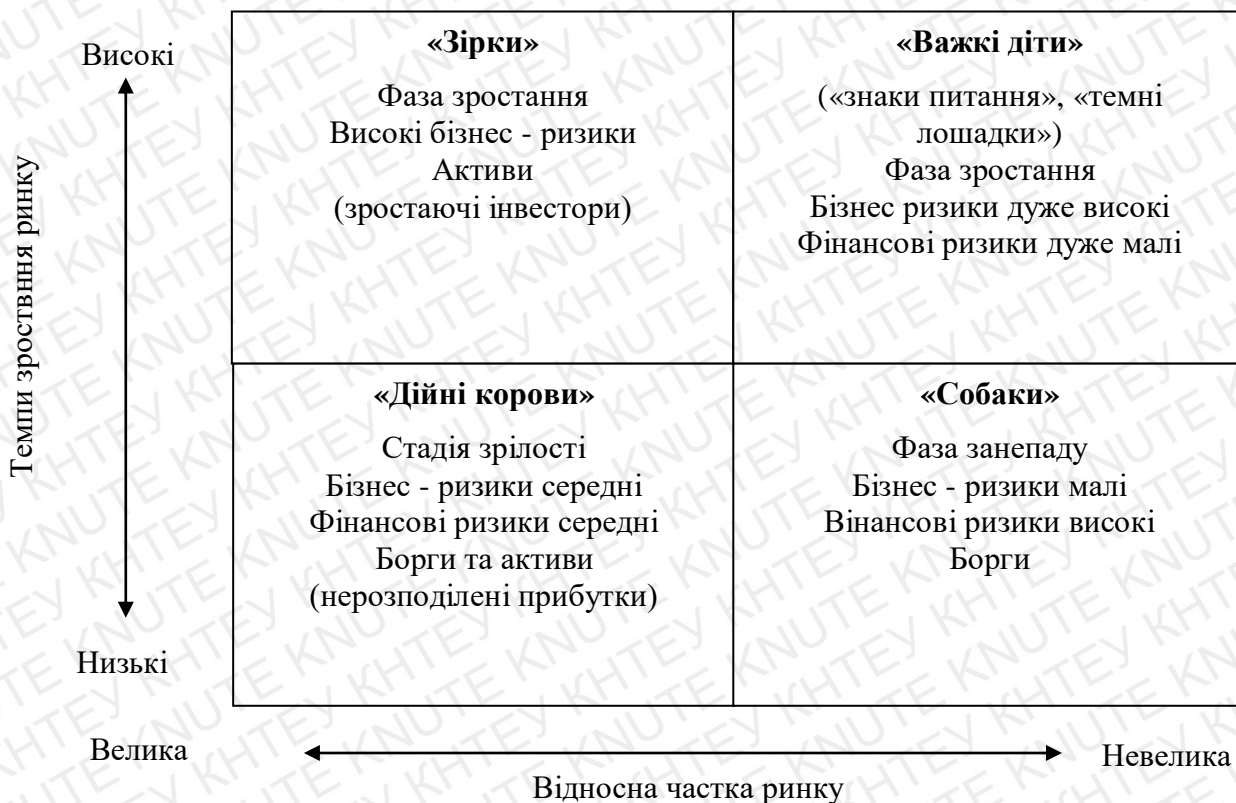 Високі
Темпи зроствння ринку
Низькі
«Зірки»
Фаза зростання
Високі бізнес - ризики
Активи
(зростаючі інвестори)
«Важкі діти»
(«знаки питання», «темні
лошадки»)
Фаза зростання
Бізнес ризики дуже високі
Фінансові ризики дуже малі
«Дійні корови»
Стадія зрілості
Бізнес - ризики середні
Фінансові ризики середні
Борги та активи
(нерозподілені прибутки)
«Собаки»
Фаза занепаду
Бізнес - ризики малі
Вінансові ризики високі
Борги
Велика
Невелика
Відносна частка ринку
КНТЕУ KNUTE